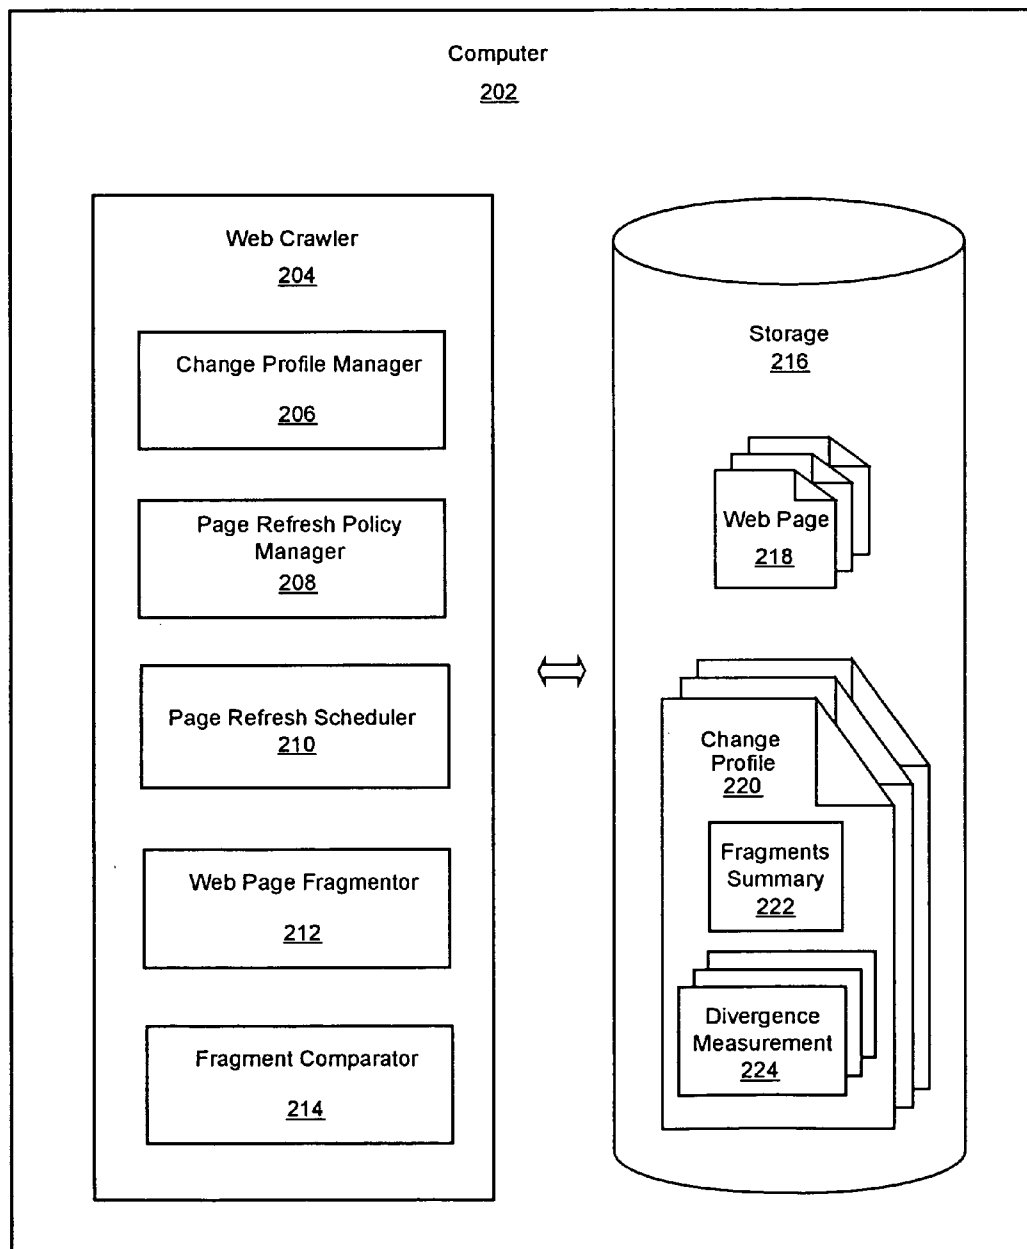 Computer
202
Web Crawler
204
Change Profile Manager
206
Page Refresh Policy
Manager
208
Page Refresh Scheduler
210
Web Page Fragmentor
212
Fragment Comparator
214
Storage
216
Web Page
218
Change
Profile
220
Fragments
Summary
222
Divergence
Measurement
224